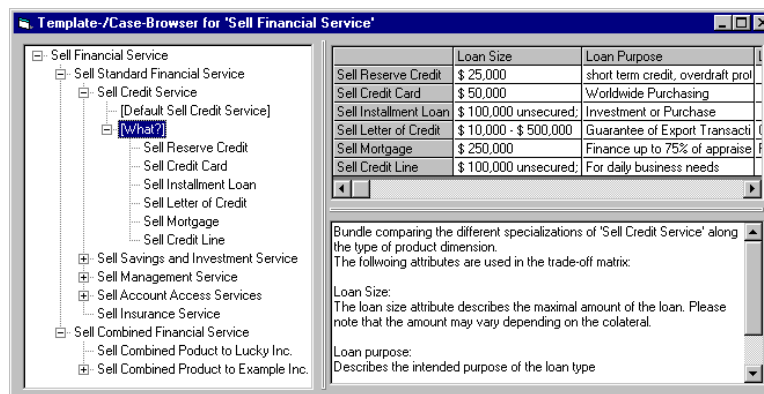 Template-/Case-Browser for 'Sell Financial Service'
Sell Financial Service
Sell Standard Financial Service
Sell Credit Service
[Default Sell Credit Service]
[What?]
Sell Reserve Credit
Sell Credit Card
Sell Installment Loan
Sell Letter of Credit
Sell Mortgage
Sell Credit Line
Sell Savings and Investment Service
Sell Management Service
Sell Account Access Services
Sell Insurance Service
Sell Combined Financial Service
Sell Combined Poduct to Lucky Inc.
Sell Combined Product to Example Inc.
Loan Size Loan Purpose
Sell Reserve Credit $ 25,000 short term credit, overdraft prot
Sell Credit Card $ 50,000 Worldwide Purchasing
Sell Installment Loan $ 100,000 unsecured; Investment or Purchase
Sell Letter of Credit $ 10,000 - $ 500,000 Guarantee of Export Transacti
Sell Mortgage $ 250,000 Finance up to 75% of appraise
Sell Credit Line $ 100,000 unsecured; For daily business needs
Bundle comparing the different specializations of 'Sell Credit Service' along
the type of product dimension.
The follwoing attributes are used in the trade-off matrix:
Loan Size:
The loan size attribute describes the maximal amount of the loan. Please
note that the amount may vary depending on the colateral.
Loan purpose:
Describes the intended purpose of the loan type